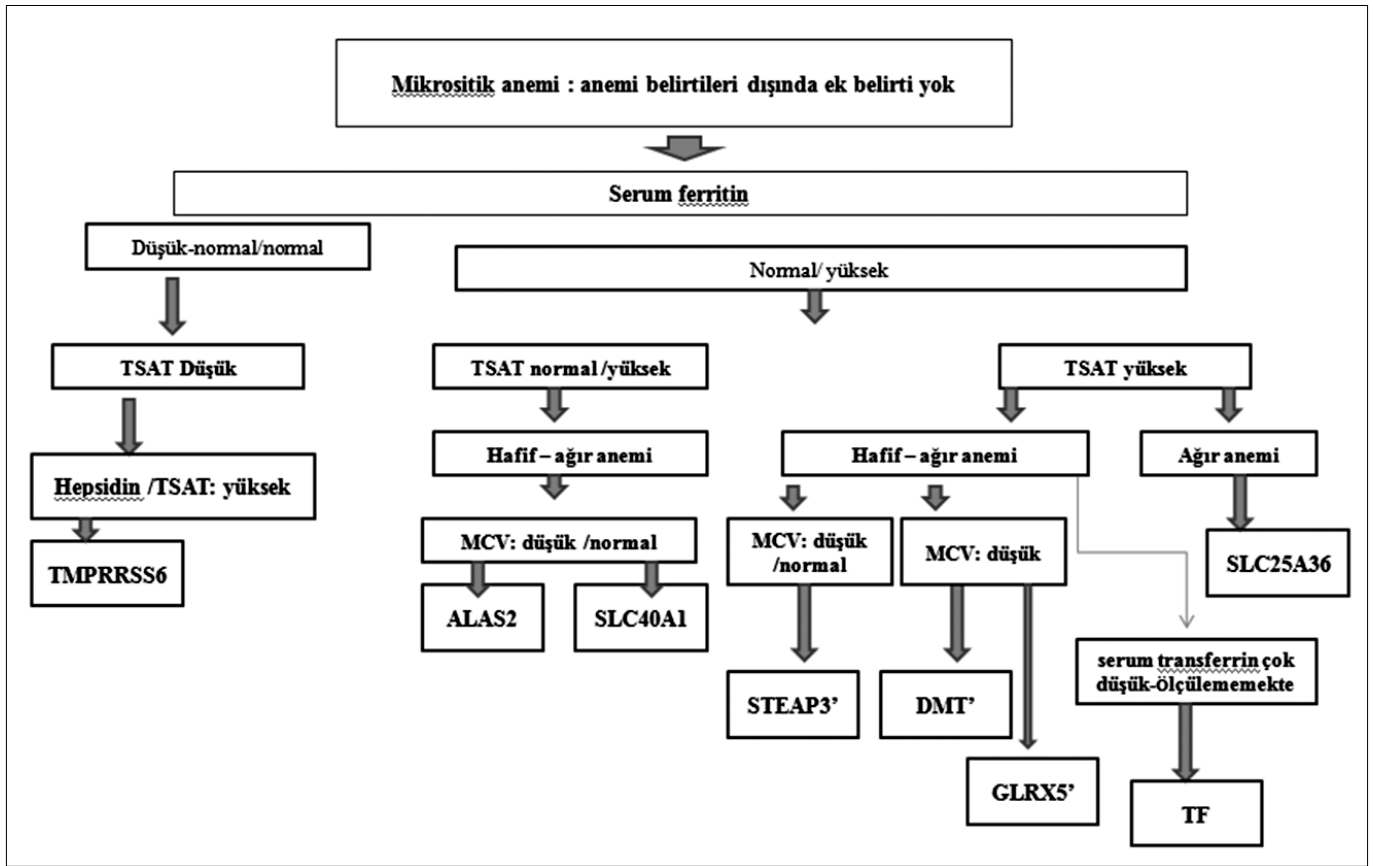 Mikrositik anemi : anemi belirtileri dışında ek belirti yok
Serum ferritin
Düşük-normal/normal
Normal/ yüksek
TSAT Düşük
TSAT normal /yüksek
TSAT yüksek
Hepsidin /TSAT: yüksek
Hafif – ağır anemi
Hafif – ağır anemi
Ağır anemi
TMPRRSS6
MCV: düşük /normal
MCV: düşük
/normal
MCV: düşük
SLC25A36
ALAS2
SLC40A1
serum transferrin çok
düşük-Ölçülememekte
STEAP3’
DMT’
GLRX5’
TF